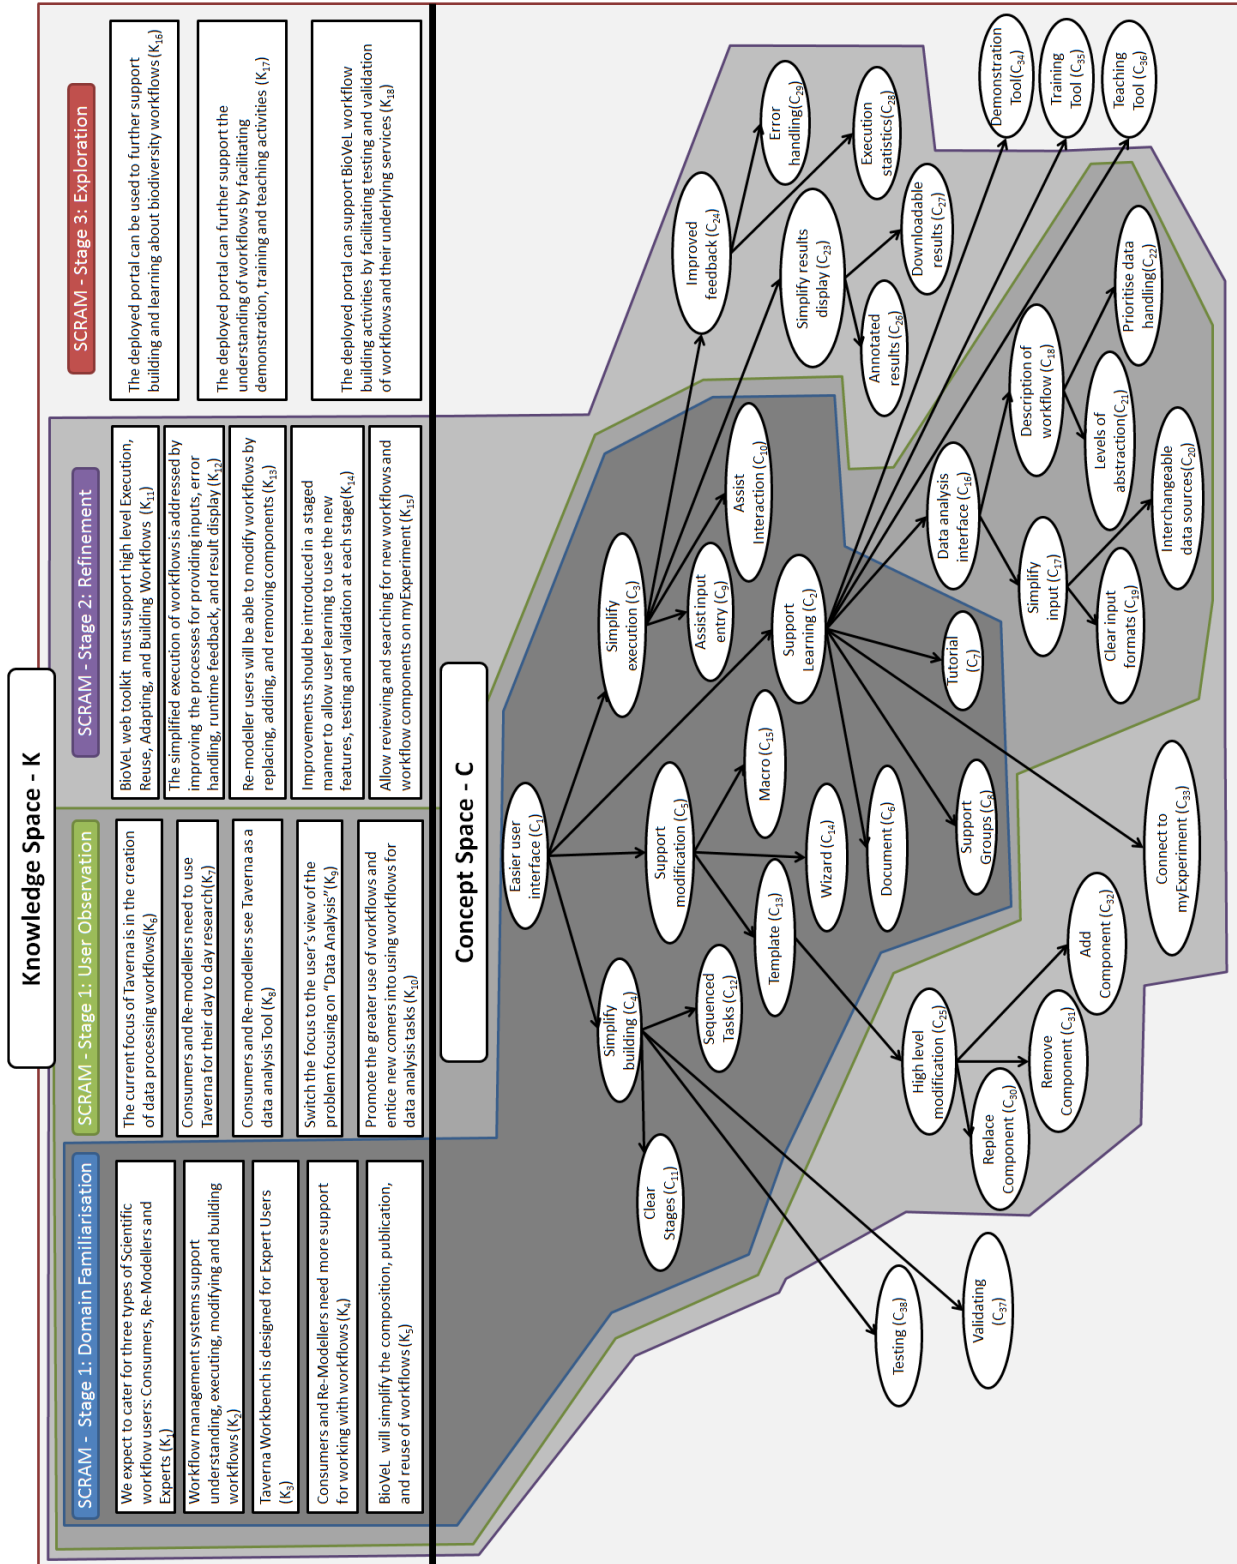 Knowledge Space - K
SCRAM - Stage 1: Domain Familiarisation
We expect to cater for three types of Scientific
workflow users: Consumers, Re-Modellers and
Experts (K1)
Workflow management systems support
understanding, executing, modifying and building
workflows (K2)
Taverna Workbench is designed for Expert Users
(K3)
Consumers and Re-Modellers need more support
for working with workflows (K4)
BioVeL will simplify the composition, publication,
and reuse of workflows (K5)
SCRAM - Stage 1: User Observation
The current focus of Taverna is in the creation
of data processing workflows(K6)
Consumers and Re-modellers need to use
Taverna for their day to day research(K7)
Consumers and Re-modellers see Taverna as a
data analysis Tool (K8)
Switch the focus to the user's view of the
problem focusing on "Data Analysis"(K9)
Promote the greater use of workflows and
entice new comers into using workflows for
data analysis tasks (K10)
SCRAM - Stage 2: Refinement
BioVeL web toolkit must support high level Execution,
Reuse, Adapting, and Building Workflows (K11)
The simplified execution of workflows is addressed by
improving the processes for providing inputs, error
handling, runtime feedback, and result display (K12)
Re-modeller users will be able to modify workflows by
replacing, adding, and removing components (K13)
Improvements should be introduced in a staged
manner to allow user learning to use the new
features, testing and validation at each stage(K14)
Allow reviewing and searching for new workflows and
workflow components on myExperiment (K15)
SCRAM - Stage 3: Exploration
The deployed portal can be used to further support
building and learning about biodiversity workflows (K16)
The deployed portal can further support the
understanding of workflows by facilitating
demonstration, training and teaching activities (K17)
The deployed portal can support BioVeL workflow
building activities by facilitating testing and validation
of workflows and their underlying services (K18)
Concept Space - C
Easier user
interface (C1)
Simplify
building (C4)
Support
modification (C5)
Simplify
execution (C3)
Support
Learning (C2)
Clear
Stages (C11)
Sequenced
Tasks (C12)
Template (C13)
Wizard (C14)
Macro (C15)
Assist input
entry (C9)
Assist
Interaction (C10)
Document (C6)
Support
Groups (C8)
Tutorial
(C7)
Improved
feedback (C24)
Error
handling(C29)
Execution
statistics(C28)
Simplify results
display (C23)
Annotated
results (C26)
Downloadable
results (C27)
Data analysis
interface (C16)
Simplify
input (C17)
Description of
workflow (C18)
Clear input
formats (C19)
Interchangeable
data sources(C20)
Levels of
abstraction(C21)
Prioritise data
handling(C22)
Demonstration
Tool(C34)
Training
Tool (C35)
Teaching
Tool (C36)
High level
modification (C25)
Replace
Component (C30)
Remove
Component (C31)
Add
Component (C32)
Connect to
myExperiment (C33)
Testing (C38)
Validating
(C37)